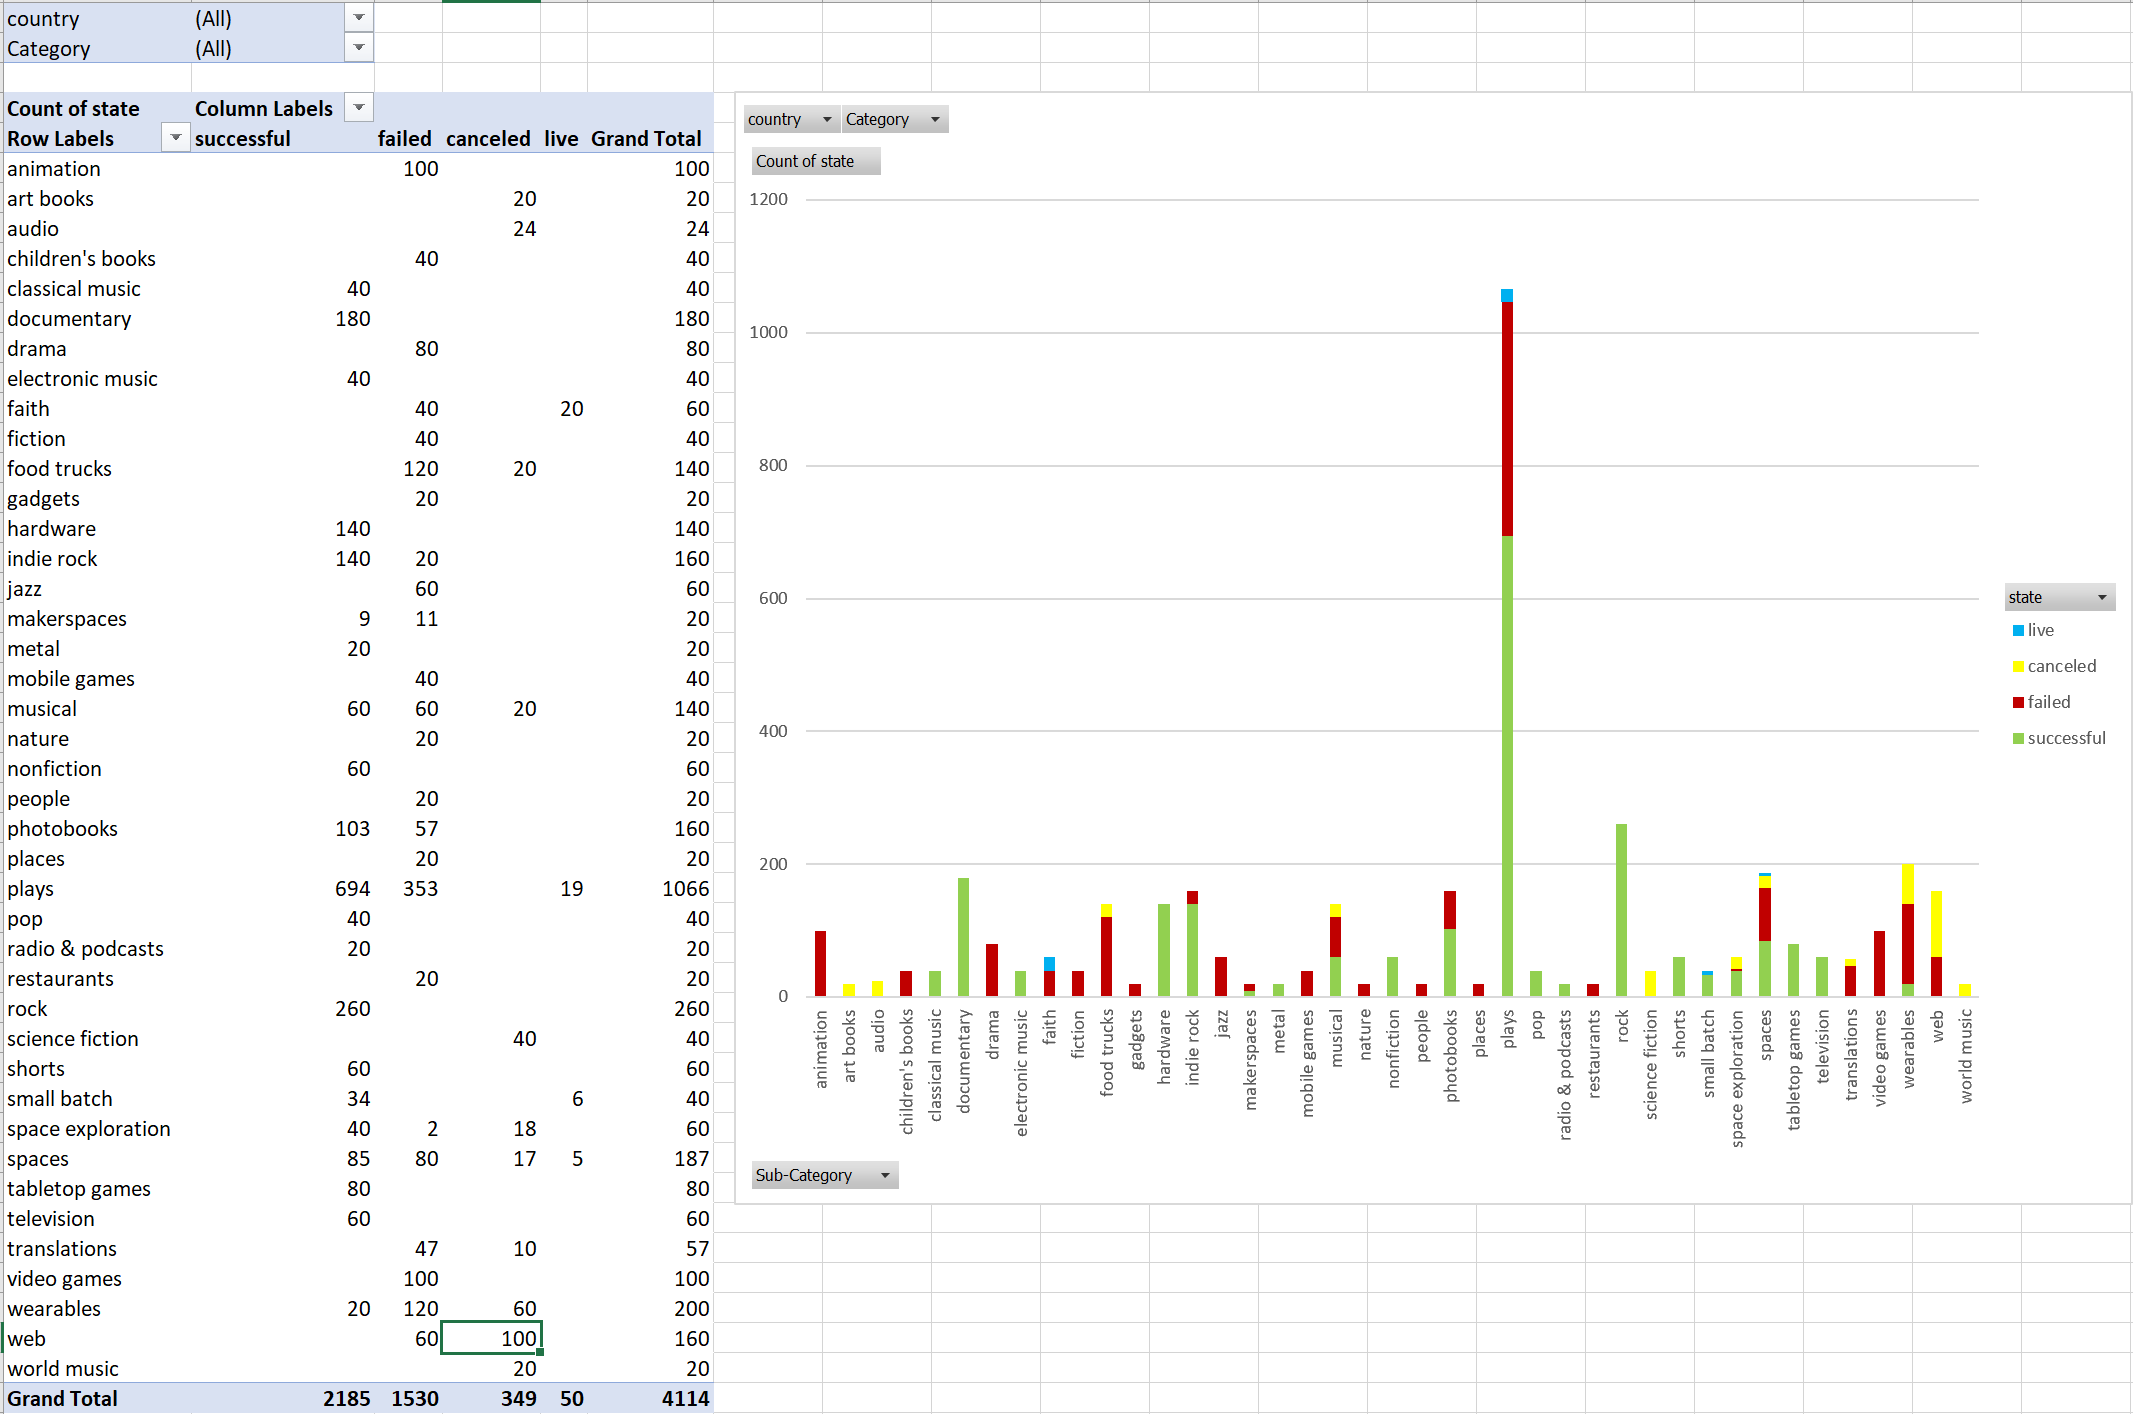 country (All)
Category (All)
Count of state Column Labels
Row Labels successful failed canceled live Grand Total
animation 100 100
art books 20 20
audio 24 24
children's books 40 40
classical music 40 40
documentary 180 180
drama 80 80
electronic music 40 40
faith 40 20 60
fiction 40 40
food trucks 120 20 140
gadgets 20 20
hardware 140 140
indie rock 140 20 160
jazz 60 60
makerspaces 9 11 20
metal 20 20
mobile games 40 40
musical 60 60 20 140
nature 20 20
nonfiction 60 60
people 20 20
photobooks 103 57 160
places 20 20
plays 694 353 19 1066
pop 40 40
radio & podcasts 20 20
restaurants 20 20
rock 260 260
science fiction 40 40
shorts 60 60
small batch 34 6 40
space exploration 40 2 18 60
spaces 85 80 17 5 187
tabletop games 80 80
television 60 60
translations 47 10 57
video games 100 100
wearables 20 120 60 200
web 60 100 160
world music 20 20
Grand Total 2185 1530 349 50 4114
country Category
Count of state
1200
1000
800
600
400
200
0
animation
art books
audio
children's books
classical music
documentary
drama
electronic music
faith
fiction
food trucks
gadgets
hardware
indie rock
jazz
makerspaces
metal
mobile games
musical
nature
nonfiction
people
photobooks
places
plays
pop
radio & podcasts
restaurants
rock
science fiction
shorts
small batch
space exploration
spaces
tabletop games
television
translations
video games
wearables
web
world music
Sub-Category
state
live
canceled
failed
successful